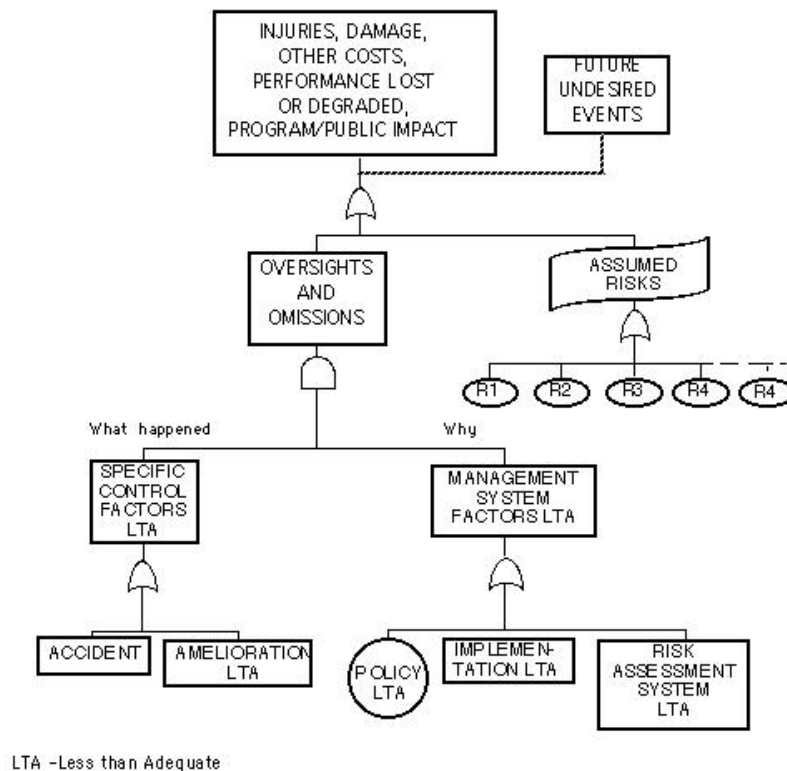 INJURIES, DAMAGE,
OTHER COSTS,
PERFORMANCE LOST
OR DEGRADED,
PROGRAM/PUBLIC IMPACT
FUTURE
UNDESIRED
EVENTS
OVERSIGHTS
AND
OMISSIONS
ASSUMED
RISKS
R1
R2
R3
R4
R4
What happened
Why
SPECIFIC
CONTROL
FACTORS
LTA
MANAGEMENT
SYSTEM
FACTORS LTA
ACCIDENT
AMELIORATION
LTA
POLICY
LTA
IMPLEMEN-
TATION LTA
RISK
ASSESSMENT
SYSTEM
LTA
LTA -Less than Adequate